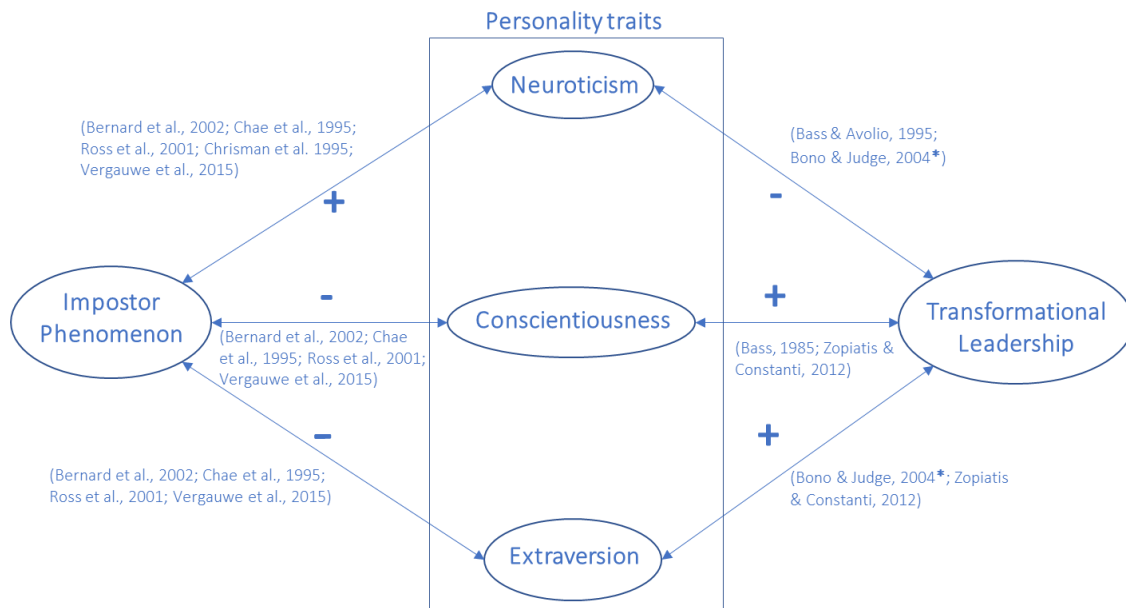 Personality traits
Neuroticism
(Bernard et al., 2002; Chae et al., 1995;
Ross et al., 2001; Chrisman et al. 1995;
Vergauwe et al., 2015)
(Bass & Avolio, 1995;
Bono & Judge, 2004*)
+
-
Impostor
Phenomenon
-
Conscientiousness
+
Transformational
Leadership
(Bernard et al., 2002; Chae
et al., 1995; Ross et al., 2001;
Vergauwe et al., 2015)
(Bass, 1985; Zopiatis &
Constanti, 2012)
–
+
(Bernard et al., 2002; Chae et al., 1995;
Ross et al., 2001; Vergauwe et al., 2015)
(Bono & Judge, 2004*; Zopiatis
& Constanti, 2012)
Extraversion